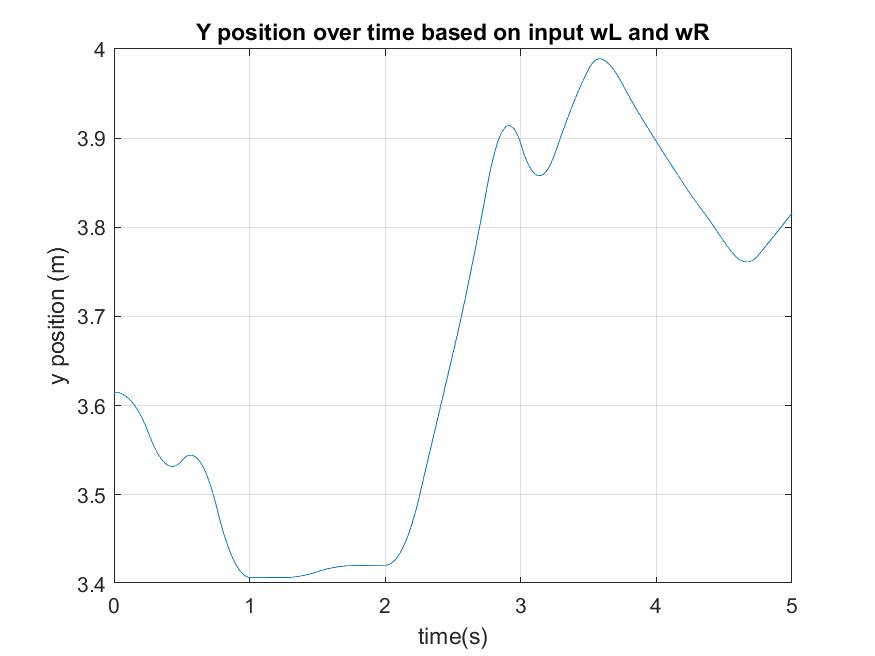 Y position over time based on input wL and wR
4
3.9
3.8
3.7
3.6
3.5
3.4
y position (m)
0 1 2 3 4 5
time(s)